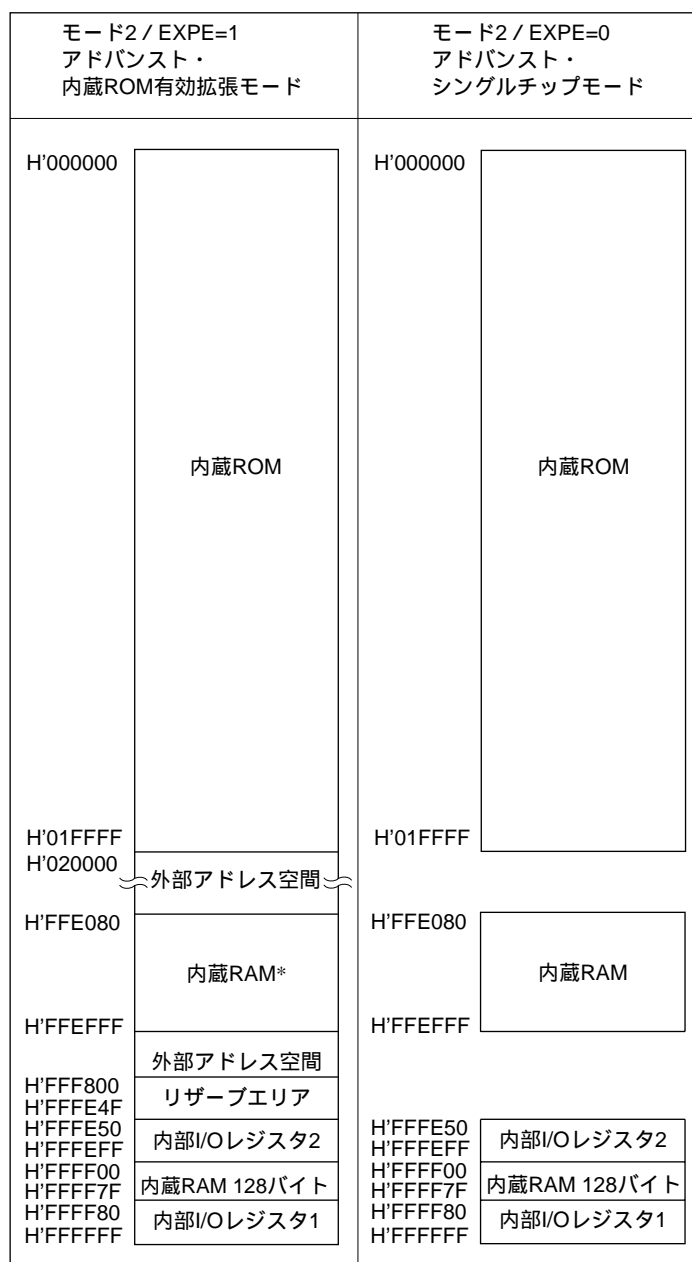 モード2 / EXPE=1
アドバンスト・
内蔵ROM有効拡張モード
H'000000
内蔵ROM
H'01FFFF
H'020000
外部アドレス空間
H'FFE080
内蔵RAM*
H'FFEFFF
外部アドレス空間
H'FFF800
リザーブエリア
H'FFFE4F
H'FFFE50
内部I/Oレジスタ2
H'FFFEFF
H'FFFF00
内蔵RAM 128バイト
H'FFFF7F
H'FFFF80
内部I/Oレジスタ1
H'FFFFFF
モード2 / EXPE=0
アドバンスト・
シングルチップモード
H'000000
内蔵ROM
H'01FFFF
H'FFE080
内蔵RAM
H'FFEFFF
H'FFFE50
内部I/Oレジスタ2
H'FFFEFF
H'FFFF00
内蔵RAM 128バイト
H'FFFF7F
H'FFFF80
内部I/Oレジスタ1
H'FFFFFF